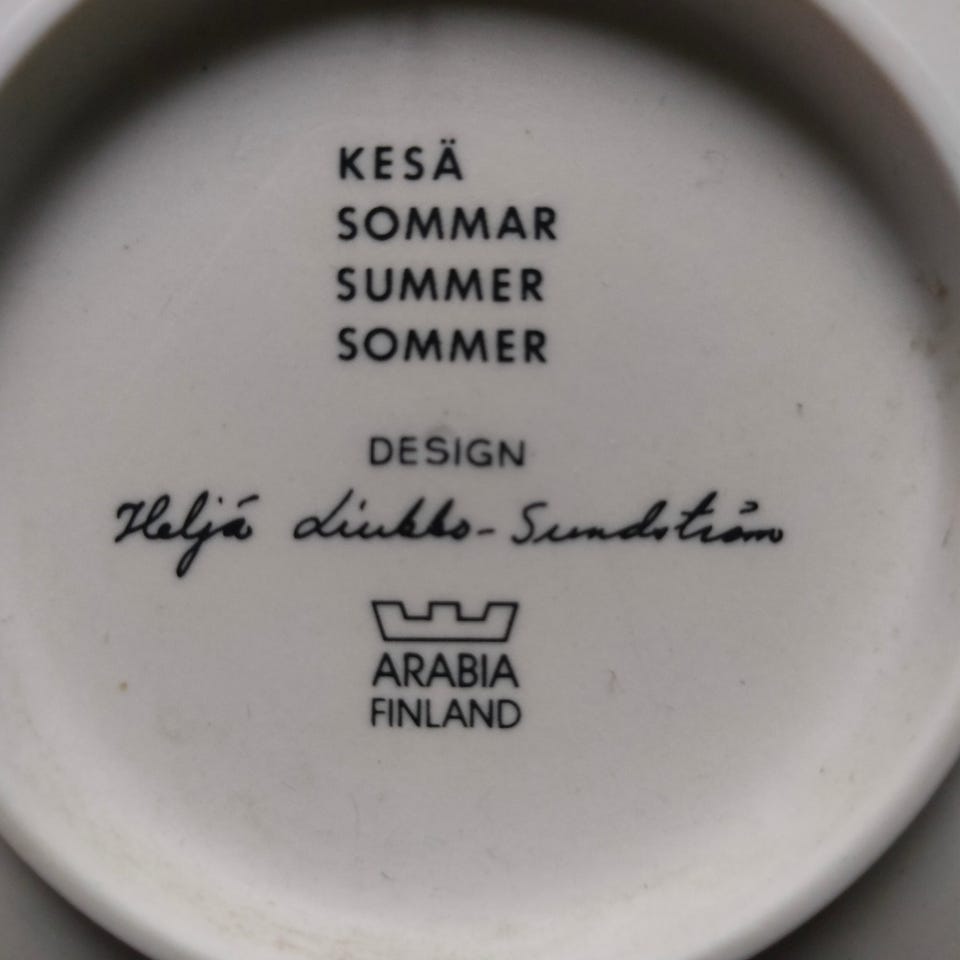 KESÄ
SOMMAR
SUMMER
SOMMER
DESIGN
Heljä Liukko-Sundström
ARABIA
FINLAND